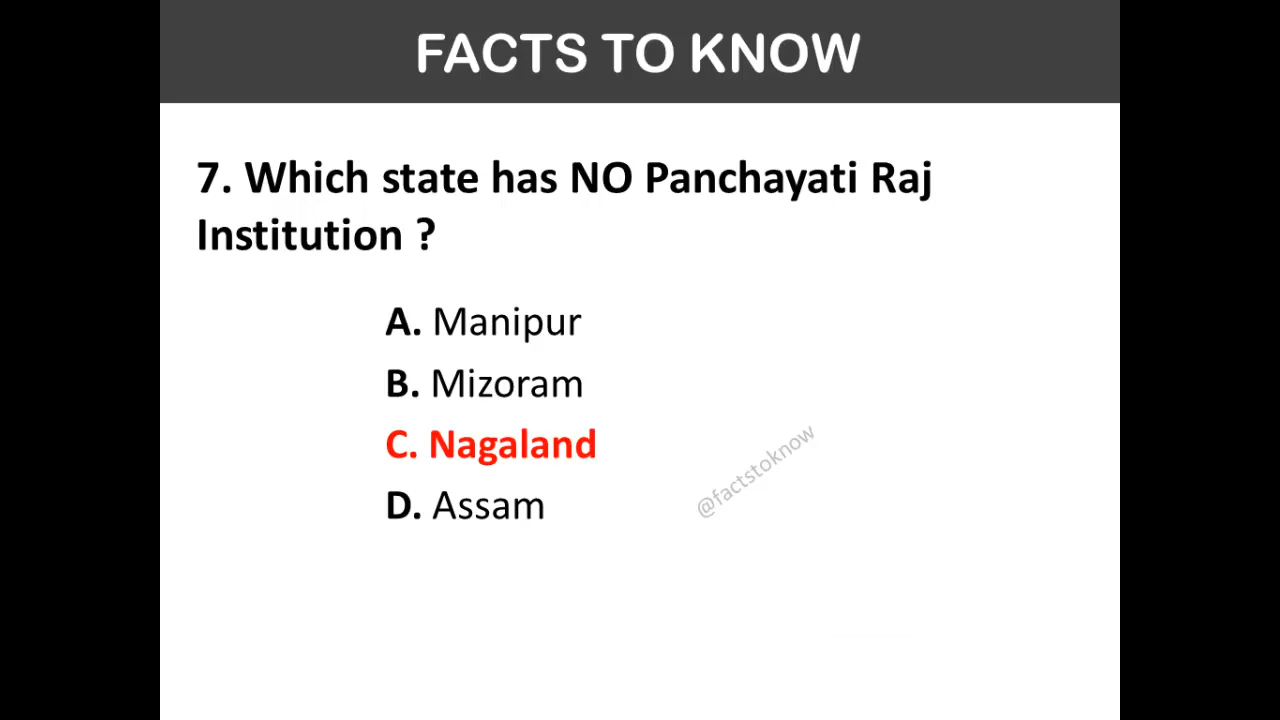 FACTS TO KNOW
7. Which state has NO Panchayati Raj
Institution ?
A. Manipur
B. Mizoram
C. Nagaland
D. Assam
@factstoknow